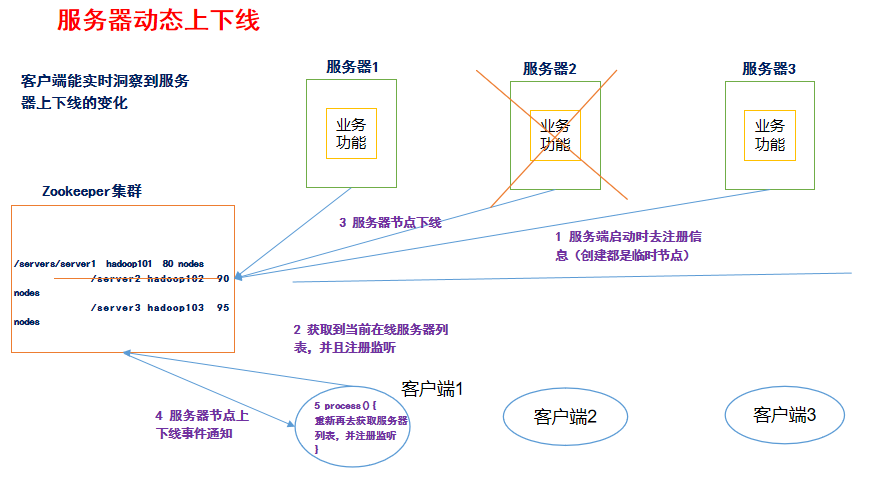 服务器动态上下线
客户端能实时洞察到服务
器上下线的变化
服务器1
服务器2
服务器3
业务
功能
业务
功能
业务
功能
Zookeeper集群
/servers/server1 hadoop101 80 nodes
/server2 hadoop102 90
nodes
/server3 hadoop103 95
nodes
3 服务器节点下线
1 服务端启动时去注册信
息（创建都是临时节点）
2 获取到当前在线服务器列
表，并且注册监听
4 服务器节点上
下线事件通知
客户端1
5 process(){
重新再去获取服务器
列表，并注册监听
}
客户端2
客户端3